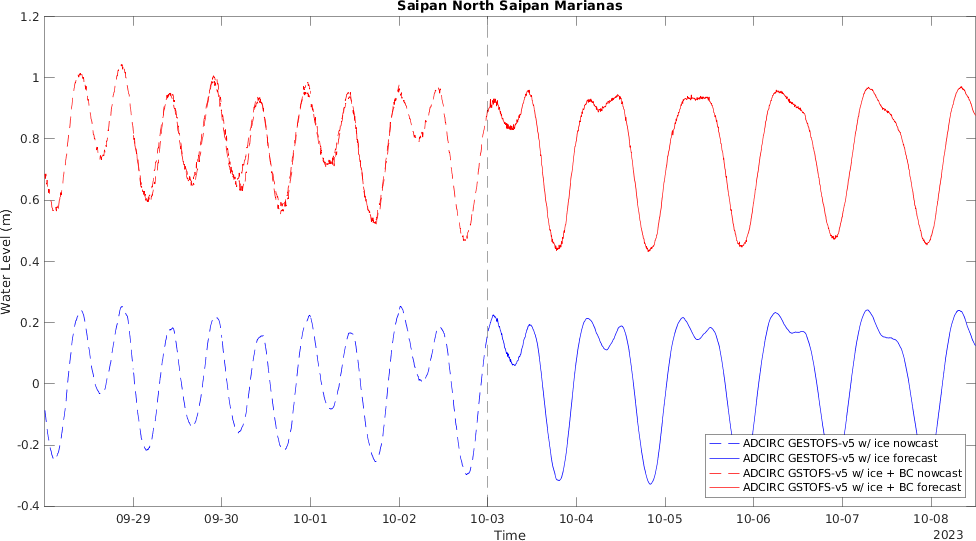 Saipan North Saipan Marianas
1.2
1
0.8
0.6
0.4
0.2
0
-0.2
-0.4
Water Level (m)
ADCIRC GESTOFS-v5 w/ ice nowcast
ADCIRC GESTOFS-v5 w/ ice forecast
ADCIRC GSTOFS-v5 w/ ice + BC nowcast
ADCIRC GSTOFS-v5 w/ ice + BC forecast
09-29 09-30 10-01 10-02 10-03 10-04 10-05 10-06 10-07 10-08
Time
2023